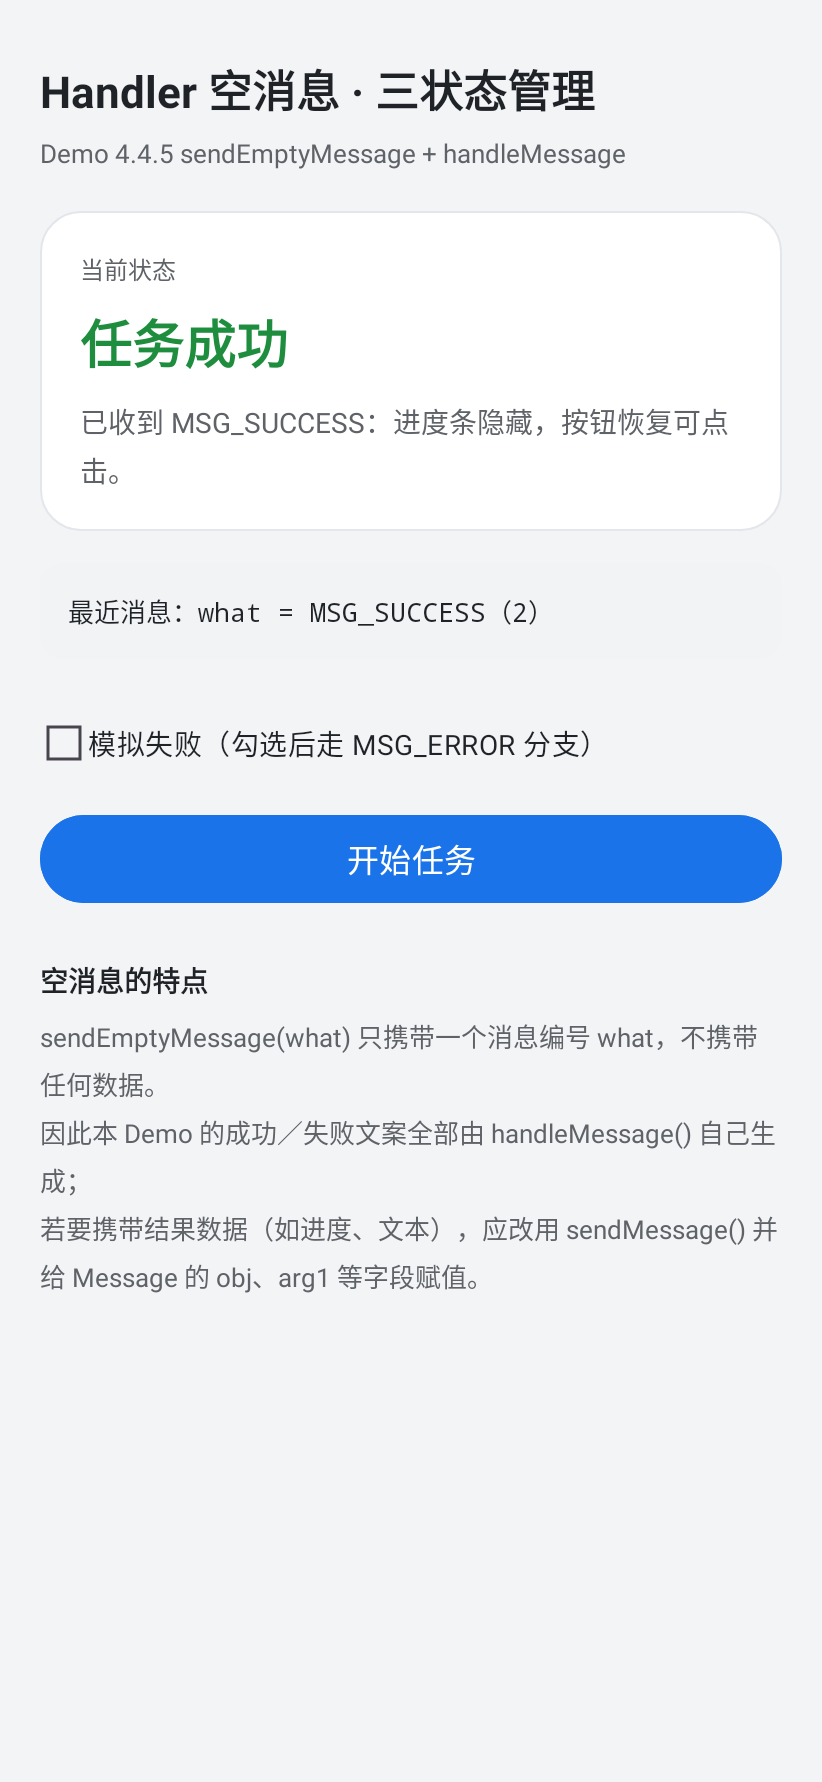 Handler 空消息 · 三状态管理
Demo 4.4.5 sendEmptyMessage + handleMessage
当前状态
任务成功
已收到 MSG_SUCCESS：进度条隐藏，按钮恢复可点
击。
最近消息：what = MSG_SUCCESS（2）
模拟失败（勾选后走 MSG_ERROR 分支）
开始任务
空消息的特点
sendEmptyMessage(what) 只携带一个消息编号 what，不携带
任何数据。
因此本 Demo 的成功／失败文案全部由 handleMessage() 自己生
成；
若要携带结果数据（如进度、文本），应改用 sendMessage() 并
给 Message 的 obj、arg1 等字段赋值。